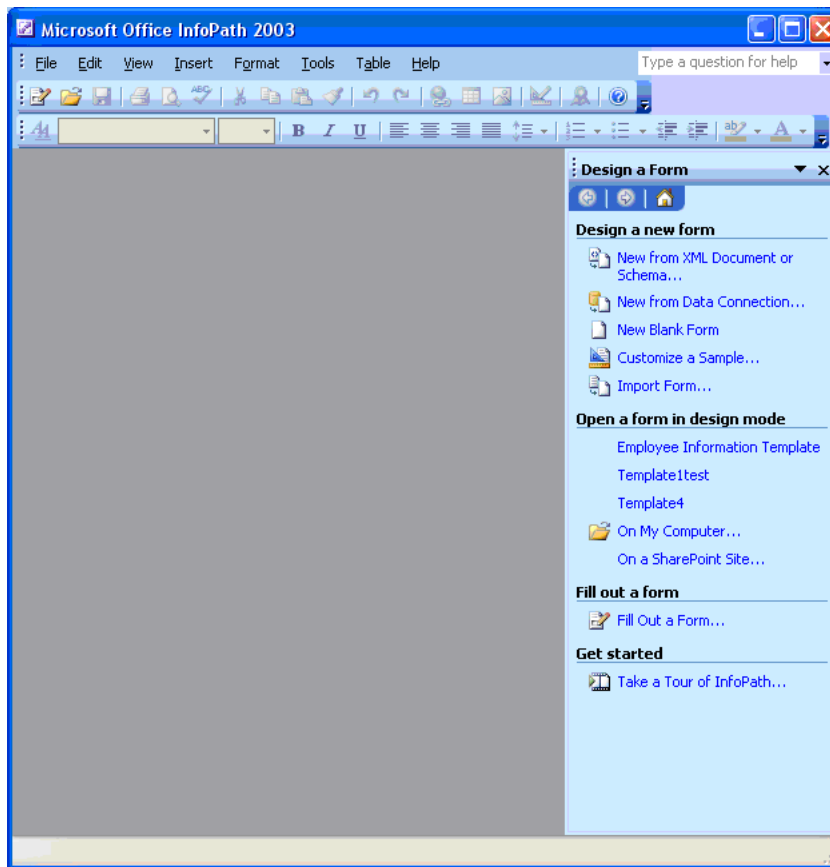 Microsoft Office InfoPath 2003
File Edit View Insert Format Tools Table Help Type a question for help
ABC
A4 B I U ab A
Design a Form
Design a new form
New from XML Document or
Schema...
New from Data Connection...
New Blank Form
Customize a Sample...
Import Form...
Open a form in design mode
Employee Information Template
Template1test
Template4
On My Computer...
On a SharePoint Site...
Fill out a form
Fill Out a Form...
Get started
Take a Tour of InfoPath...